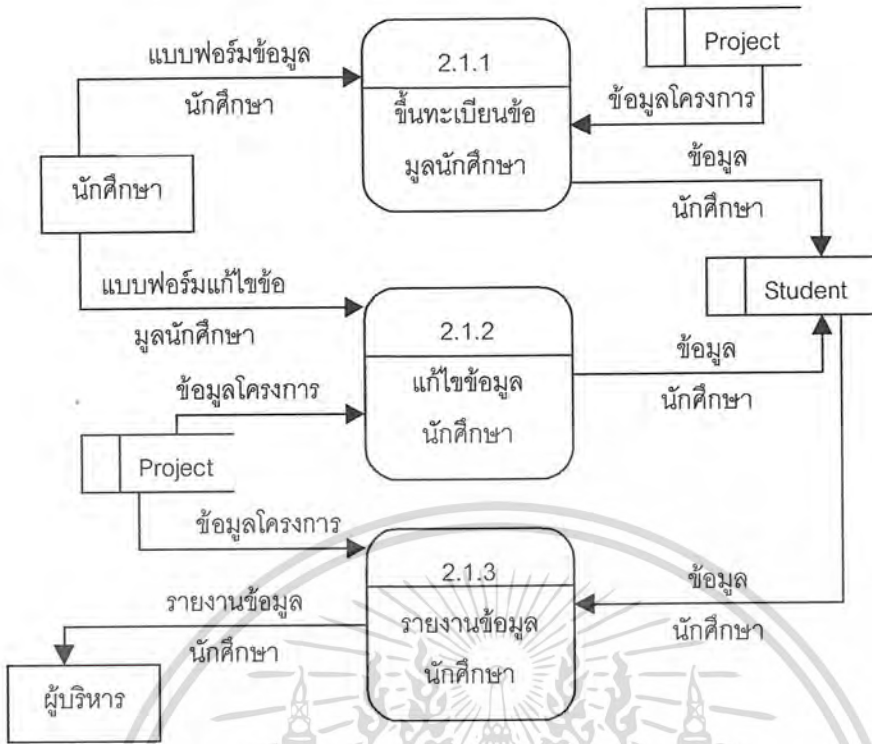 แบบฟอร์มข้อมูล
นักศึกษา
2.1.1
ขึ้นทะเบียนข้อ
มูลนักศึกษา
Project
ข้อมูลโครงการ
ข้อมูล
นักศึกษา
นักศึกษา
Student
แบบฟอร์มแก้ไขข้อ
มูลนักศึกษา
2.1.2
แก้ไขข้อมูล
นักศึกษา
ข้อมูล
นักศึกษา
ข้อมูลโครงการ
Project
ข้อมูลโครงการ
2.1.3
รายงานข้อมูล
นักศึกษา
ข้อมูล
นักศึกษา
รายงานข้อมูล
นักศึกษา
ผู้บริหาร